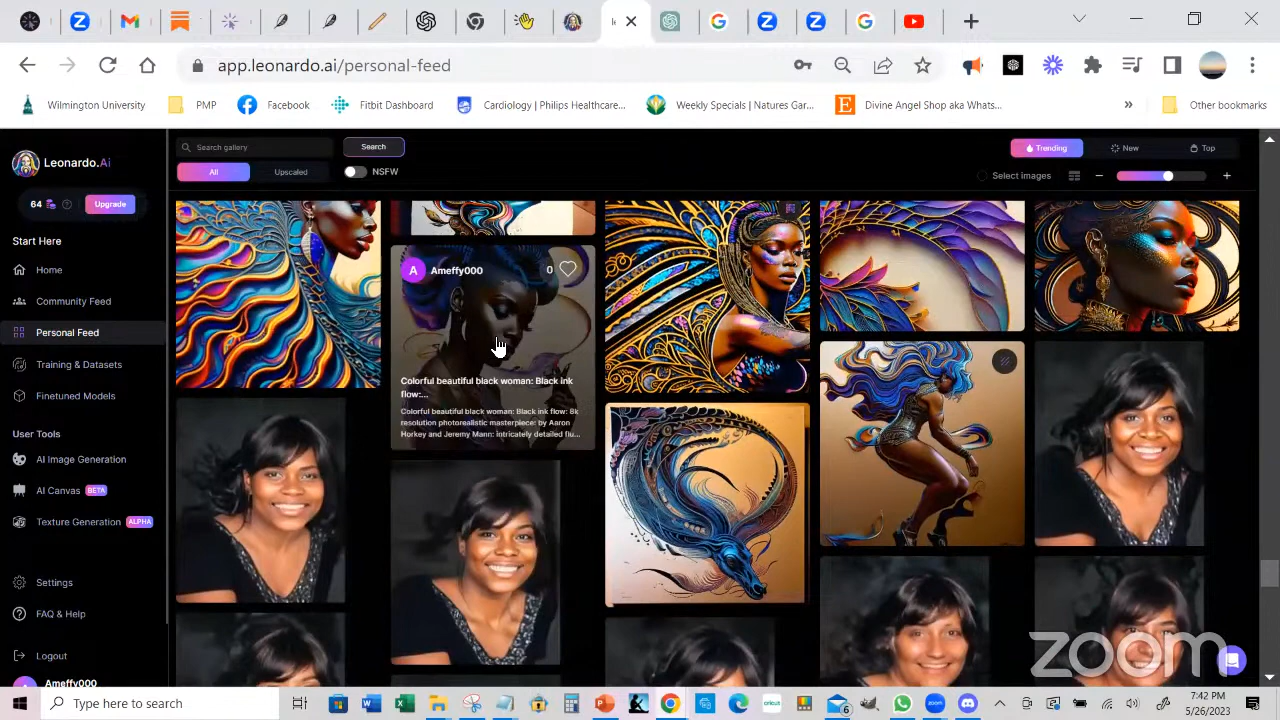 app.leonardo.ai/personal-feed
Wilmington University
PMP
Facebook
Fitbit Dashboard
Cardiology | Philips Healthcare...
Weekly Specials | Natures Gar...
Divine Angel Shop aka Whats...
»
Other bookmarks
Leonardo.Ai
Search gallery
Search
Trending
New
Top
All
Upscaled
NSFW
Select images
64
Upgrade
Start Here
Home
Community Feed
Personal Feed
Training & Datasets
Finetuned Models
User Tools
AI Image Generation
AI Canvas BETA
Texture Generation ALPHA
Settings
FAQ & Help
Logout
Ameffy000
A Ameffy000 0
Colorful beautiful black woman: Black ink
flow:...
Colorful beautiful black woman: Black ink flow: 8k
resolution photorealistic masterpiece: by Aaron
Horkey and Jeremy Mann: intricately detailed flu...
zoom
Type here to search
cricut
zoom
6
7:42 PM
5/26/2023